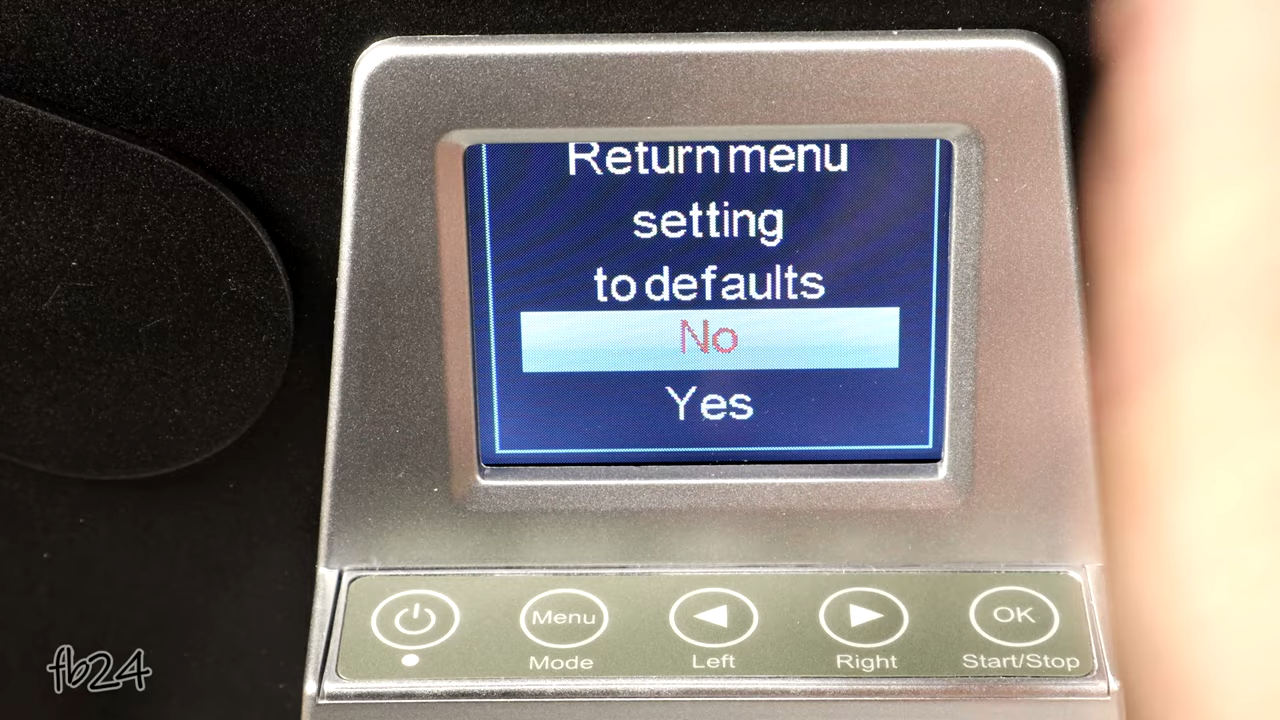 Return menu
setting
to defaults
No
Yes
Menu
OK
Mode
Left
Right
Start/Stop
fb24